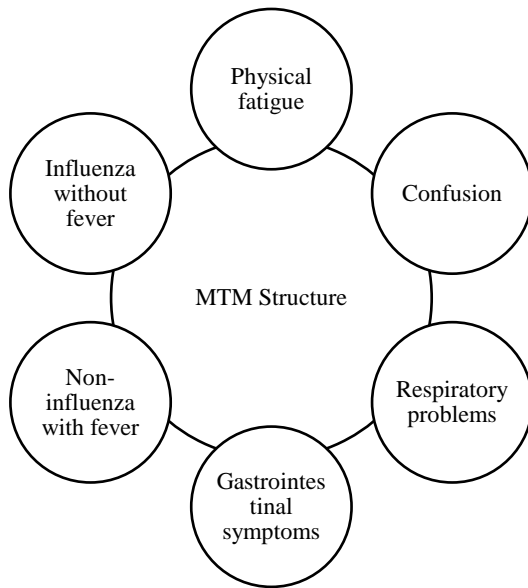 Physical
fatigue
Confusion
Respiratory
problems
Gastrointes
tinal
symptoms
Non-
influenza
with fever
Influenza
without
fever
MTM Structure